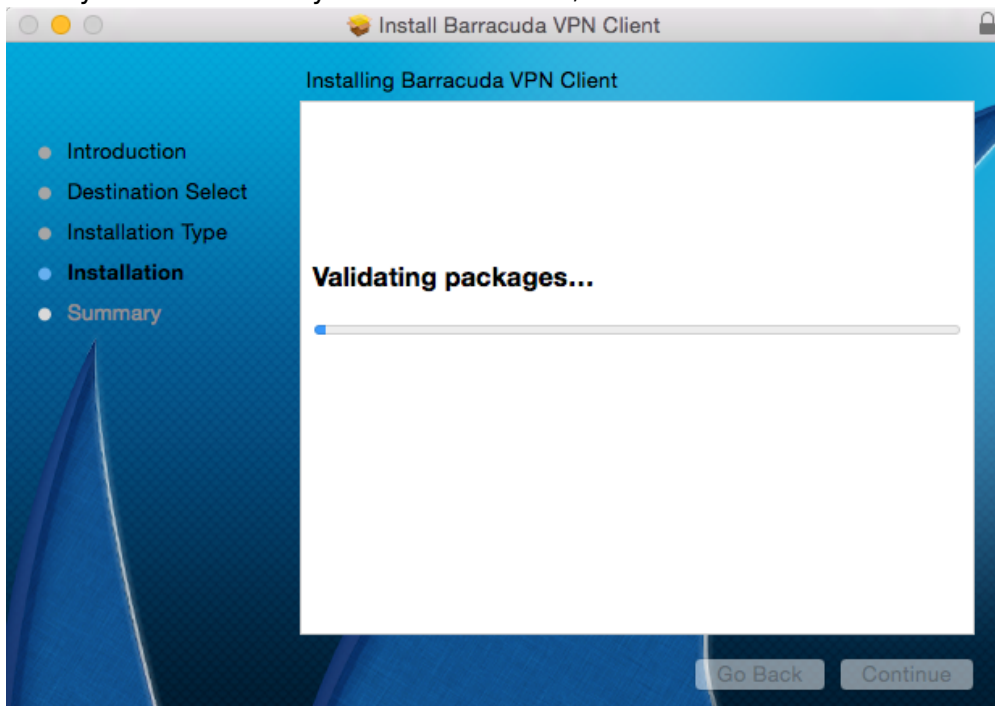 Install Barracuda VPN Client
Installing Barracuda VPN Client
Introduction
Destination Select
Installation Type
Installation
Summary
Validating packages...
Go Back
Continue